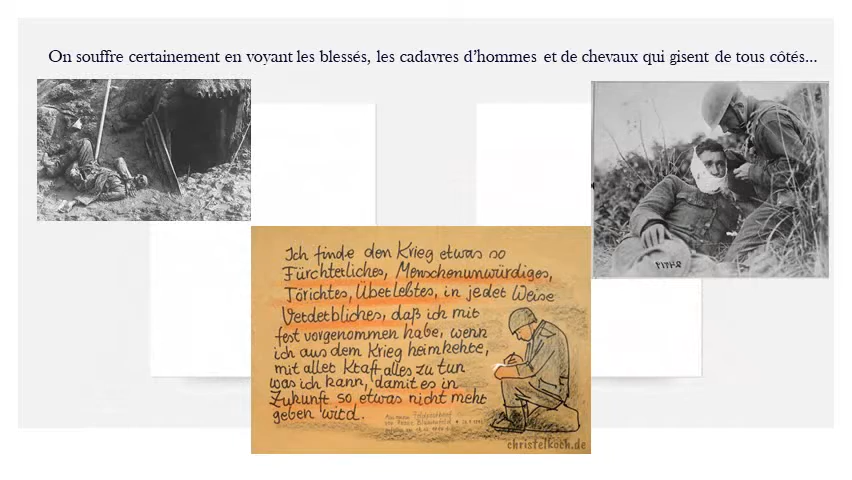 On souffre certainement en voyant les blessés, les cadavres d’hommes et de chevaux qui gisent de tous côtés...
Ich finde den Krieg etwas so
Fürchterliches, Menschenunwürdiges,
Törichtes, Überlebtes, in jeder Weise
Verderbliches, daß ich mir
fest vorgenommen habe, wenn
ich aus dem Krieg heimkehre,
mit aller Kraft alles zu tun
was ich kann, damit es in
Zukunft so etwas nicht mehr
geben wird.
christelkoch.de